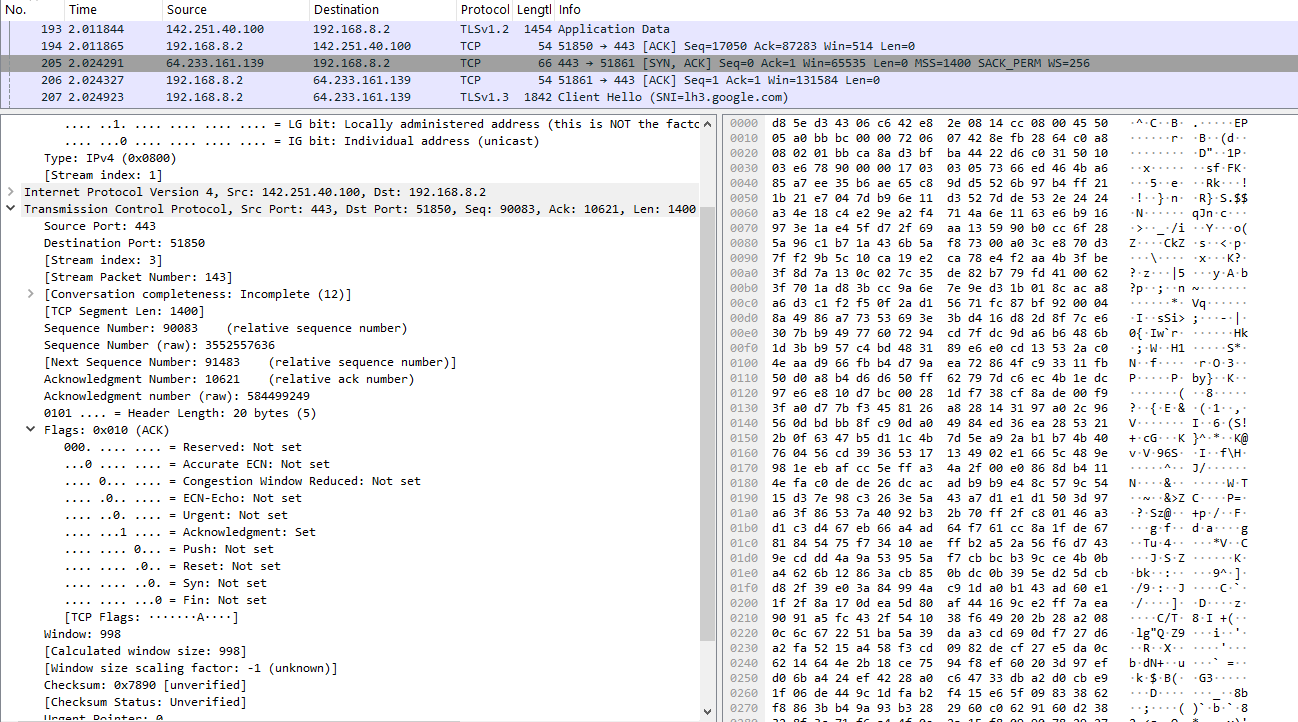 No. Time Source Destination Protocol Lengtl Info
193 2.011844 142.251.40.100 192.168.8.2 TLSv1.2 1454 Application Data
194 2.011865 192.168.8.2 142.251.40.100 TCP 54 51850 → 443 [ACK] Seq=17050 Ack=87283 Win=514 Len=0
205 2.024291 64.233.161.139 192.168.8.2 TCP 66 443 → 51861 [SYN, ACK] Seq=0 Ack=1 Win=65535 Len=0 MSS=1400 SACK_PERM WS=256
206 2.024327 192.168.8.2 64.233.161.139 TCP 54 51861 → 443 [ACK] Seq=1 Ack=1 Win=131584 Len=0
207 2.024923 192.168.8.2 64.233.161.139 TLSv1.3 1842 Client Hello (SNI=lh3.google.com)
.... ..1. .... .... .... .... = LG bit: Locally administered address (this is NOT the facto
.... ...0 .... .... .... .... = IG bit: Individual address (unicast)
Type: IPv4 (0x0800)
[Stream index: 1]
Internet Protocol Version 4, Src: 142.251.40.100, Dst: 192.168.8.2
Transmission Control Protocol, Src Port: 443, Dst Port: 51850, Seq: 90083, Ack: 10621, Len: 1400
Source Port: 443
Destination Port: 51850
[Stream index: 3]
[Stream Packet Number: 143]
[Conversation completeness: Incomplete (12)]
[TCP Segment Len: 1400]
Sequence Number: 90083    (relative sequence number)
Sequence Number (raw): 3552557636
[Next Sequence Number: 91483    (relative sequence number)]
Acknowledgment Number: 10621    (relative ack number)
Acknowledgment number (raw): 584499249
0101 .... = Header Length: 20 bytes (5)
Flags: 0x010 (ACK)
000. .... .... = Reserved: Not set
...0 .... .... = Accurate ECN: Not set
.... 0... .... = Congestion Window Reduced: Not set
.... .0.. .... = ECN-Echo: Not set
.... ..0. .... = Urgent: Not set
.... ...1 .... = Acknowledgment: Set
.... .... 0... = Push: Not set
.... .... .0.. = Reset: Not set
.... .... ..0. = Syn: Not set
.... .... ...0 = Fin: Not set
[TCP Flags: ·······A····]
Window: 998
[Calculated window size: 998]
[Window size scaling factor: -1 (unknown)]
Checksum: 0x7890 [unverified]
[Checksum Status: Unverified]
Urgent Pointer: 0
0000 d8 5e d3 43 06 c6 42 e8 2e 08 14 cc 08 00 45 50
0010 05 a0 bb bc 00 00 72 06 07 42 8e fb 28 64 c0 a8
0020 08 02 01 bb ca 8a d3 bf ba 44 22 d6 c0 31 50 10
0030 03 e6 78 90 00 00 17 03 03 05 73 66 ed 46 4b a6
0040 85 a7 ee 35 b6 ae 65 c8 9d d5 52 6b 97 b4 ff 21
0050 1b 21 e7 04 7d b9 6e 11 d3 52 7d de 53 2e 24 24
0060 a3 4e 18 c4 e2 9e a2 f4 71 4a 6e 11 63 e6 b9 16
0070 97 3e 1a e4 5f d7 2f 69 aa 13 59 90 b0 cc 6f 28
0080 5a 96 c1 b7 1a 43 6b 5a f8 73 00 a0 3c e8 70 d3
0090 7f f2 9b 5c 10 ca 19 e2 ca 78 e4 f2 aa 4b 3f be
00a0 3f 8d 7a 13 0c 02 7c 35 de 82 b7 79 fd 41 00 62
00b0 3f 70 1a d8 3b cc 9a 6e 7e 9e d3 1b 01 8c ac a8
00c0 a6 d3 c1 f2 f5 0f 2a d1 56 71 fc 87 bf 92 00 04
00d0 8a 49 86 a7 73 53 69 3e 3b d4 16 d8 2d 8f 7c e6
00e0 30 7b b9 49 77 60 72 94 cd 7f dc 9d a6 b6 48 6b
00f0 1d 3b b9 57 c4 bd 48 31 89 e6 e0 cd 13 53 2a c0
0100 4e aa d9 66 fb b4 d7 9a ea 72 86 4f c9 33 11 fb
0110 50 d0 a8 b4 d6 d6 50 ff 62 79 7d c6 ec 4b 1e dc
0120 97 e6 e8 10 d7 bc 00 28 1d f7 38 cf 8a de 00 f9
0130 3f a0 d7 7b f3 45 81 26 a8 28 14 31 97 a0 2c 96
0140 56 0d bd bb 8f c9 0d a0 49 84 ed 36 ea 28 53 21
0150 2b 0f 63 47 b5 d1 1c 4b 7d 5e a9 2a b1 b7 4b 40
0160 76 04 56 cd 39 36 53 17 13 49 02 e1 66 5c 48 9e
0170 98 1e eb af cc 5e ff a3 4a 2f 00 e0 86 8d b4 11
0180 4e fa c0 de de 26 dc ac ad b9 b9 e4 8c 57 9c 54
0190 15 d3 7e 98 c3 26 3e 5a 43 a7 d1 e1 d1 50 3d 97
01a0 a6 3f 86 53 7a 40 92 b3 2b 70 ff 2f c8 01 46 a3
01b0 d1 c3 d4 67 eb 66 a4 ad 64 f7 61 cc 8a 1f de 67
01c0 81 84 54 75 f7 34 10 ae ff b2 a5 2a 56 f6 d7 43
01d0 9e cd dd 4a 9a 53 95 5a f7 cb bc b3 9c ce 4b 0b
01e0 a4 62 6b 12 86 3a cb 85 0b dc 0b 39 5e d2 5d cb
01f0 d8 2f 39 e0 3a 84 99 4a c9 1d a0 b1 43 ad 60 e1
0200 1f 2f 8a 17 0d ea 5d 80 af 44 16 9c e2 ff 7a ea
0210 90 91 a5 fc 43 2f 54 10 38 f6 49 20 2b 28 a2 08
0220 0c 6c 67 22 51 ba 5a 39 da a3 cd 69 0d f7 27 d6
0230 a2 fa 52 15 a4 58 f3 cd 09 82 de cf 27 e5 da 0c
0240 62 14 64 4e 2b 18 ce 75 94 f8 ef 60 20 3d 97 ef
0250 d0 6b a4 24 ef 42 28 a0 c6 47 33 db a2 d0 cb e9
0260 1f 06 de 44 9c 1d fa b2 f4 15 e6 5f 09 83 38 62
0270 f8 86 3b b4 9a 93 b3 28 29 60 c0 62 91 60 d2 38